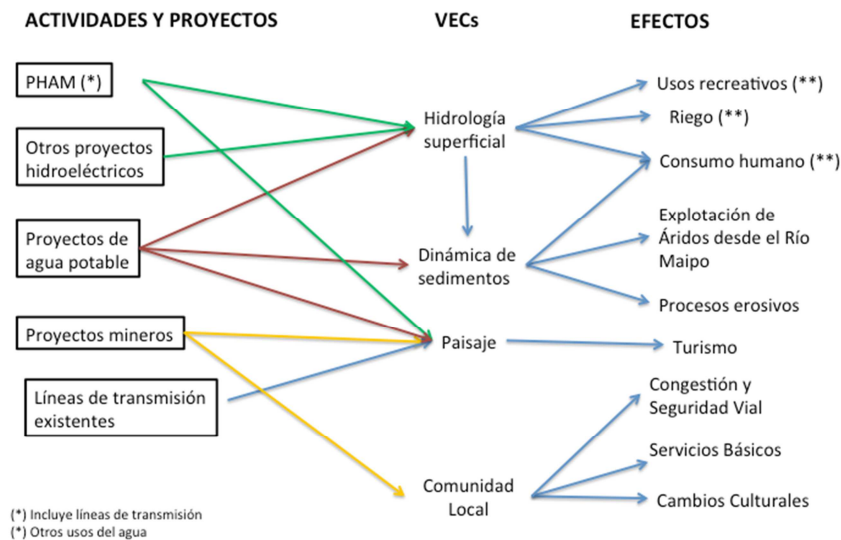 ACTIVIDADES Y PROYECTOS
PHAM (*)
Otros proyectos
hidroeléctricos
Proyectos de
agua potable
Proyectos mineros
Líneas de transmisión
existentes
VECs
Hidrología
superficial
Dinámica de
sedimentos
Paisaje
Comunidad
Local
EFECTOS
Usos recreativos (**)
Riego (**)
Consumo humano (**)
Explotación de
Áridos desde el Río
Maipo
Procesos erosivos
Turismo
Congestión y
Seguridad Vial
Servicios Básicos
Cambios Culturales
(*) Incluye líneas de transmisión
(*) Otros usos del agua